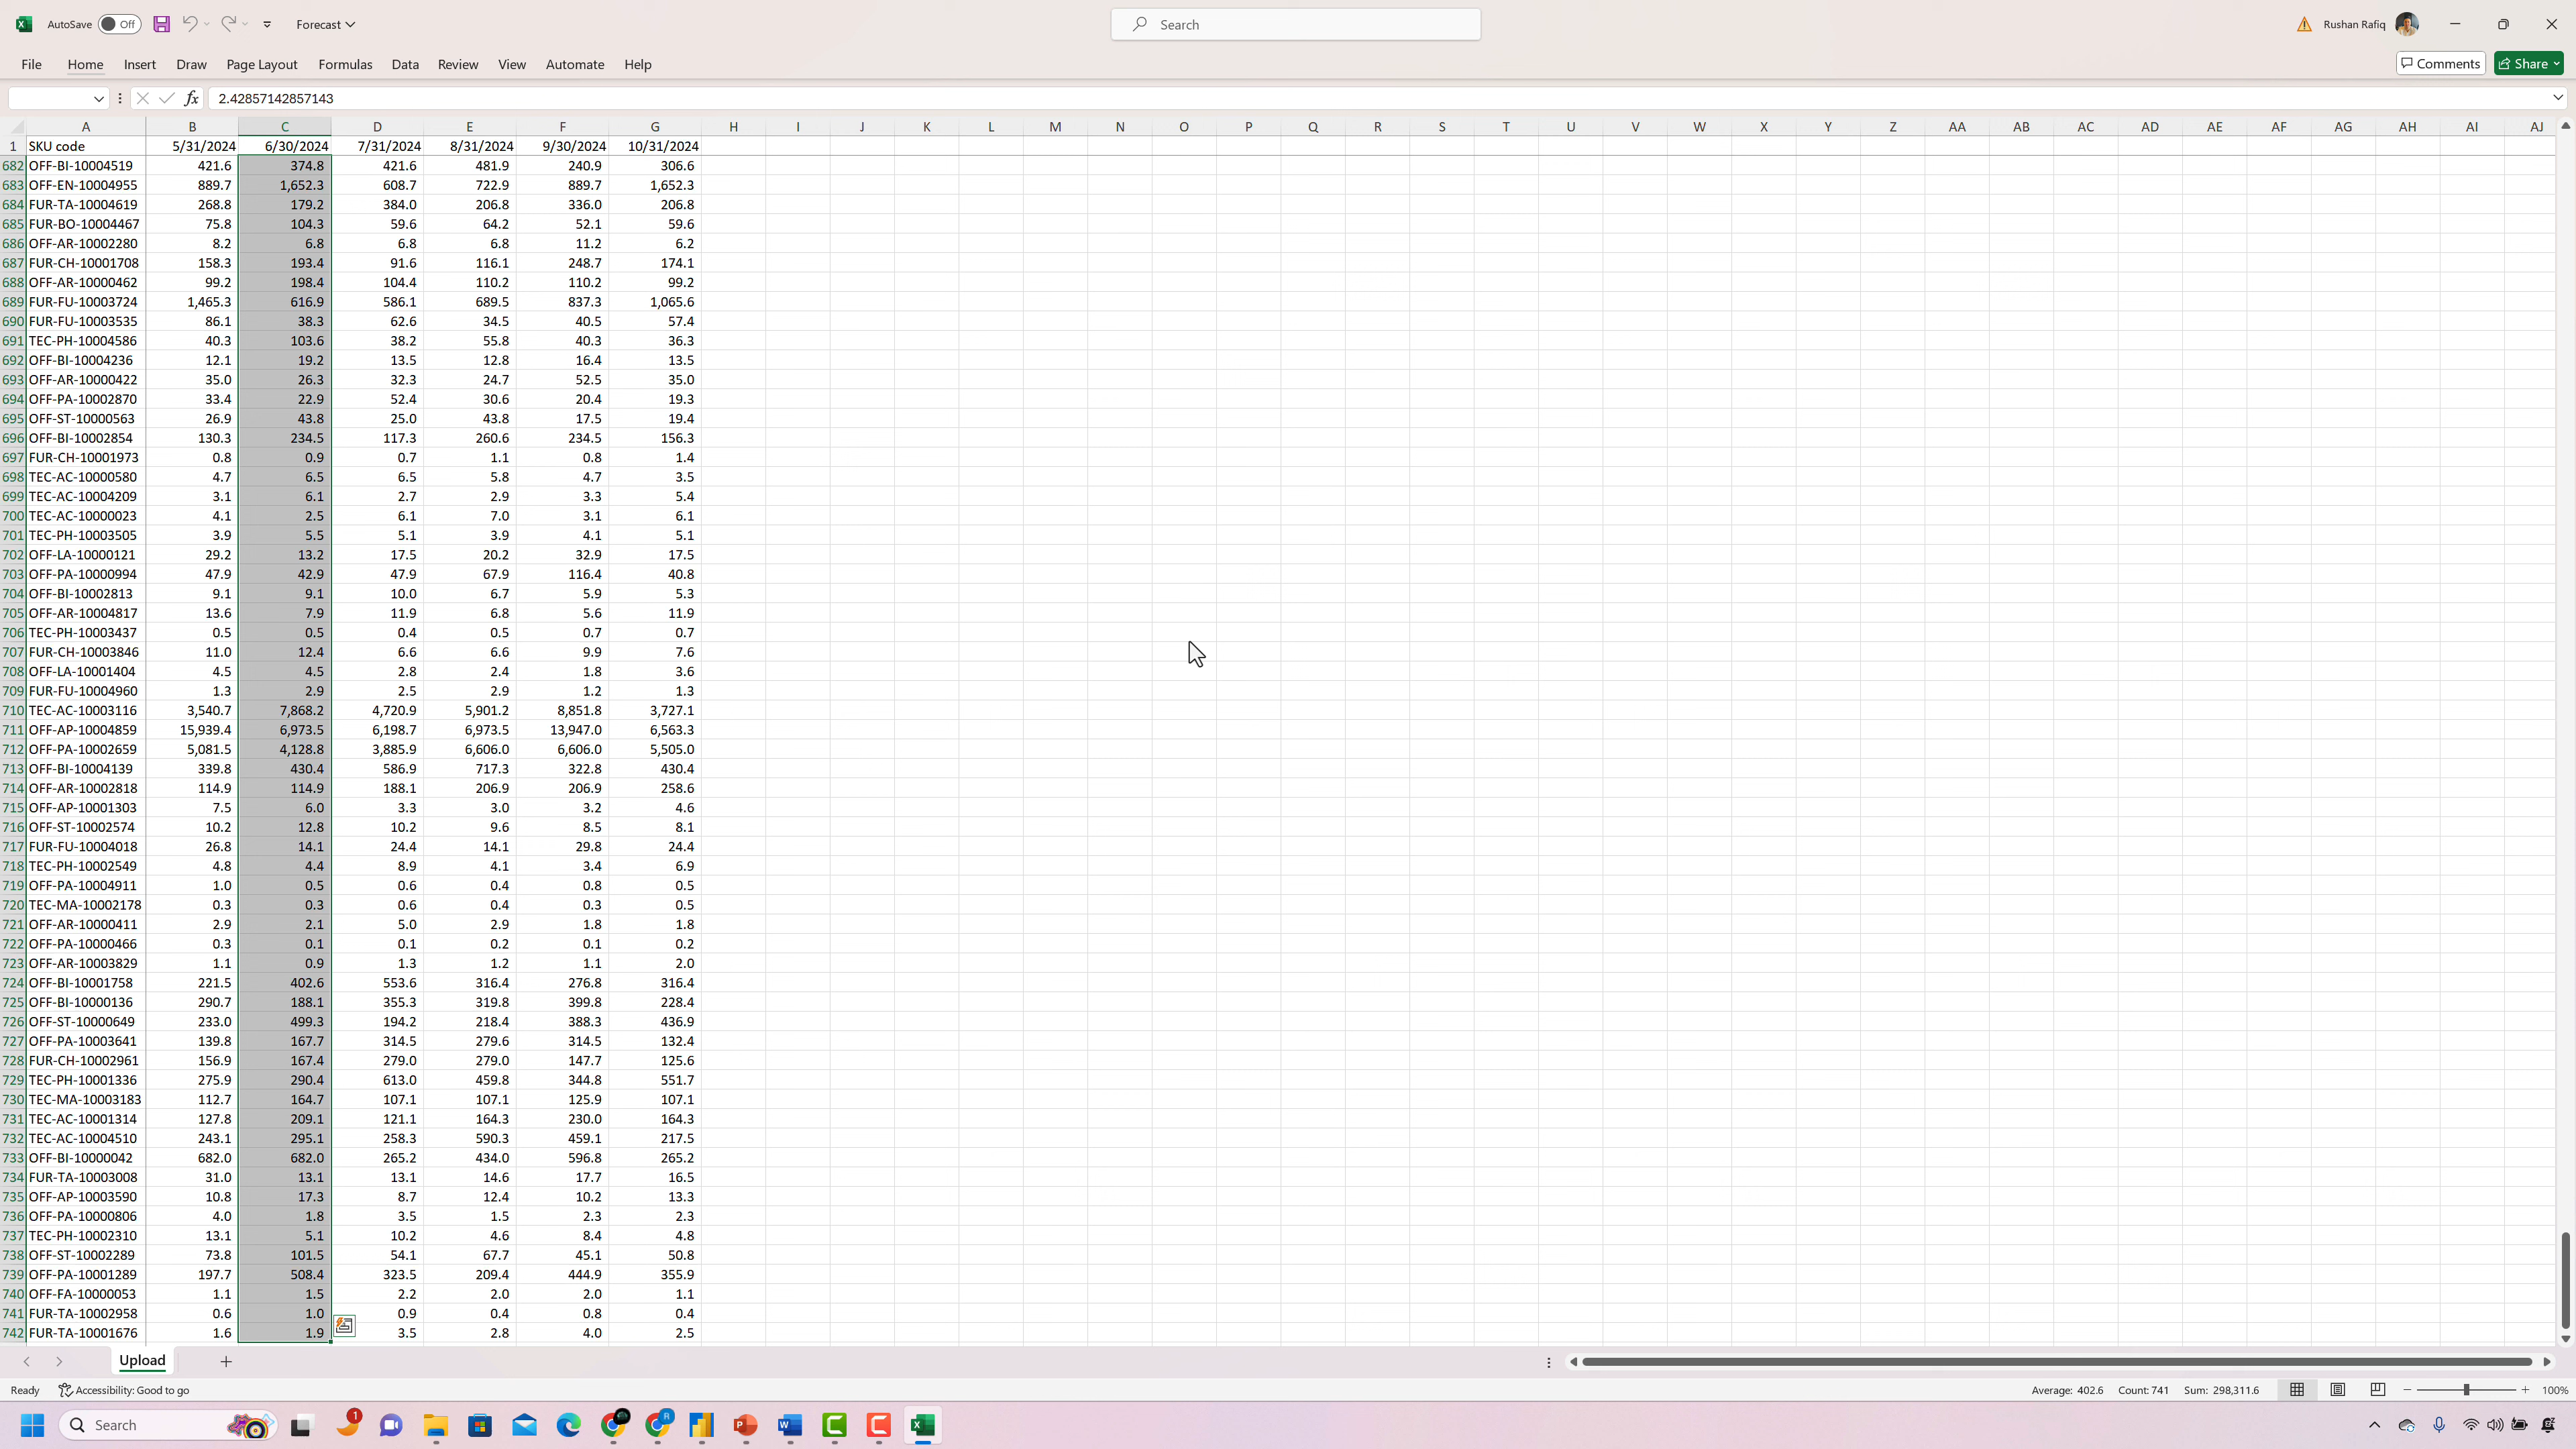 AutoSave Off Forecast Search Rushan Rafiq
File Home Insert Draw Page Layout Formulas Data Review View Automate Help Comments Share
fx 2.42857142857143
A B C D E F G H I J K L M N O P Q R S T U V W X Y Z AA AB AC AD AE AF AG AH AI AJ
1 SKU code 5/31/2024 6/30/2024 7/31/2024 8/31/2024 9/30/2024 10/31/2024
682 OFF-BI-10004519 421.6 374.8 421.6 481.9 240.9 306.6
683 OFF-EN-10004955 889.7 1,652.3 608.7 722.9 889.7 1,652.3
684 FUR-TA-10004619 268.8 179.2 384.0 206.8 336.0 206.8
685 FUR-BO-10004467 75.8 104.3 59.6 64.2 52.1 59.6
686 OFF-AR-10002280 8.2 6.8 6.8 6.8 11.2 6.2
687 FUR-CH-10001708 158.3 193.4 91.6 116.1 248.7 174.1
688 OFF-AR-10000462 99.2 198.4 104.4 110.2 110.2 99.2
689 FUR-FU-10003724 1,465.3 616.9 586.1 689.5 837.3 1,065.6
690 FUR-FU-10003535 86.1 38.3 62.6 34.5 40.5 57.4
691 TEC-PH-10004586 40.3 103.6 38.2 55.8 40.3 36.3
692 OFF-BI-10004236 12.1 19.2 13.5 12.8 16.4 13.5
693 OFF-AR-10000422 35.0 26.3 32.3 24.7 52.5 35.0
694 OFF-PA-10002870 33.4 22.9 52.4 30.6 20.4 19.3
695 OFF-ST-10000563 26.9 43.8 25.0 43.8 17.5 19.4
696 OFF-BI-10002854 130.3 234.5 117.3 260.6 234.5 156.3
697 FUR-CH-10001973 0.8 0.9 0.7 1.1 0.8 1.4
698 TEC-AC-10000580 4.7 6.5 6.5 5.8 4.7 3.5
699 TEC-AC-10004209 3.1 6.1 2.7 2.9 3.3 5.4
700 TEC-AC-10000023 4.1 2.5 6.1 7.0 3.1 6.1
701 TEC-PH-10003505 3.9 5.5 5.1 3.9 4.1 5.1
702 OFF-LA-10000121 29.2 13.2 17.5 20.2 32.9 17.5
703 OFF-PA-10000994 47.9 42.9 47.9 67.9 116.4 40.8
704 OFF-BI-10002813 9.1 9.1 10.0 6.7 5.9 5.3
705 OFF-AR-10004817 13.6 7.9 11.9 6.8 5.6 11.9
706 TEC-PH-10003437 0.5 0.5 0.4 0.5 0.7 0.7
707 FUR-CH-10003846 11.0 12.4 6.6 6.6 9.9 7.6
708 OFF-LA-10001404 4.5 4.5 2.8 2.4 1.8 3.6
709 FUR-FU-10004960 1.3 2.9 2.5 2.9 1.2 1.3
710 TEC-AC-10003116 3,540.7 7,868.2 4,720.9 5,901.2 8,851.8 3,727.1
711 OFF-AP-10004859 15,939.4 6,973.5 6,198.7 6,973.5 13,947.0 6,563.3
712 OFF-PA-10002659 5,081.5 4,128.8 3,885.9 6,606.0 6,606.0 5,505.0
713 OFF-BI-10004139 339.8 430.4 586.9 717.3 322.8 430.4
714 OFF-AR-10002818 114.9 114.9 188.1 206.9 206.9 258.6
715 OFF-AP-10001303 7.5 6.0 3.3 3.0 3.2 4.6
716 OFF-ST-10002574 10.2 12.8 10.2 9.6 8.5 8.1
717 FUR-FU-10004018 26.8 14.1 24.4 14.1 29.8 24.4
718 TEC-PH-10002549 4.8 4.4 8.9 4.1 3.4 6.9
719 OFF-PA-10004911 1.0 0.5 0.6 0.4 0.8 0.5
720 TEC-MA-10002178 0.3 0.3 0.6 0.4 0.3 0.5
721 OFF-AR-10000411 2.9 2.1 5.0 2.9 1.8 1.8
722 OFF-PA-10000466 0.3 0.1 0.1 0.2 0.1 0.2
723 OFF-AR-10003829 1.1 0.9 1.3 1.2 1.1 2.0
724 OFF-BI-10001758 221.5 402.6 553.6 316.4 276.8 316.4
725 OFF-BI-10000136 290.7 188.1 355.3 319.8 399.8 228.4
726 OFF-ST-10000649 233.0 499.3 194.2 218.4 388.3 436.9
727 OFF-PA-10003641 139.8 167.7 314.5 279.6 314.5 132.4
728 FUR-CH-10002961 156.9 167.4 279.0 279.0 147.7 125.6
729 TEC-PH-10001336 275.9 290.4 613.0 459.8 344.8 551.7
730 TEC-MA-10003183 112.7 164.7 107.1 107.1 125.9 107.1
731 TEC-AC-10001314 127.8 209.1 121.1 164.3 230.0 164.3
732 TEC-AC-10004510 243.1 295.1 258.3 590.3 459.1 217.5
733 OFF-BI-10000042 682.0 682.0 265.2 434.0 596.8 265.2
734 FUR-TA-10003008 31.0 13.1 13.1 14.6 17.7 16.5
735 OFF-AP-10003590 10.8 17.3 8.7 12.4 10.2 13.3
736 OFF-PA-10000806 4.0 1.8 3.5 1.5 2.3 2.3
737 TEC-PH-10002310 13.1 5.1 10.2 4.6 8.4 4.8
738 OFF-ST-10002289 73.8 101.5 54.1 67.7 45.1 50.8
739 OFF-PA-10001289 197.7 508.4 323.5 209.4 444.9 355.9
740 OFF-FA-10000053 1.1 1.5 2.2 2.0 2.0 1.1
741 FUR-TA-10002958 0.6 1.0 0.9 0.4 0.8 0.4
742 FUR-TA-10001676 1.6 1.9 3.5 2.8 4.0 2.5
Upload
Ready Accessibility: Good to go Average: 402.6 Count: 741 Sum: 298,311.6 100%
Search 1 R